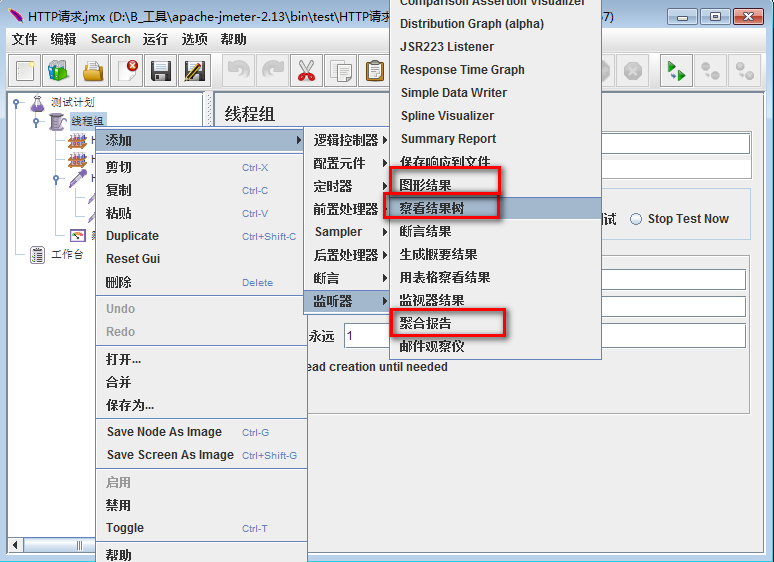 HTTP请求.jmx (D:\B_工具\apache-jmeter-2.13\bin\test\HTTP请求
文件 编辑 Search 运行 选项 帮助
测试计划
线程组
工作台
线程组
添加
剪切 Ctrl-X
复制 Ctrl-C
粘贴 Ctrl-V
Duplicate Ctrl+Shift-C
Reset Gui
删除 Delete
Undo
Redo
打开...
合并
保存为...
Save Node As Image Ctrl-G
Save Screen As Image Ctrl+Shift-G
启用
禁用
Toggle Ctrl-T
帮助
逻辑控制器
配置元件
定时器
前置处理器
Sampler
后置处理器
断言
监听器
Comparison Assertion Visualizer
Distribution Graph (alpha)
JSR223 Listener
Response Time Graph
Simple Data Writer
Spline Visualizer
Summary Report
保存响应到文件
图形结果
察看结果树
断言结果
生成概要结果
用表格察看结果
监视器结果
聚合报告
邮件观察仪
试 Stop Test Now
永远 1
ead creation until needed